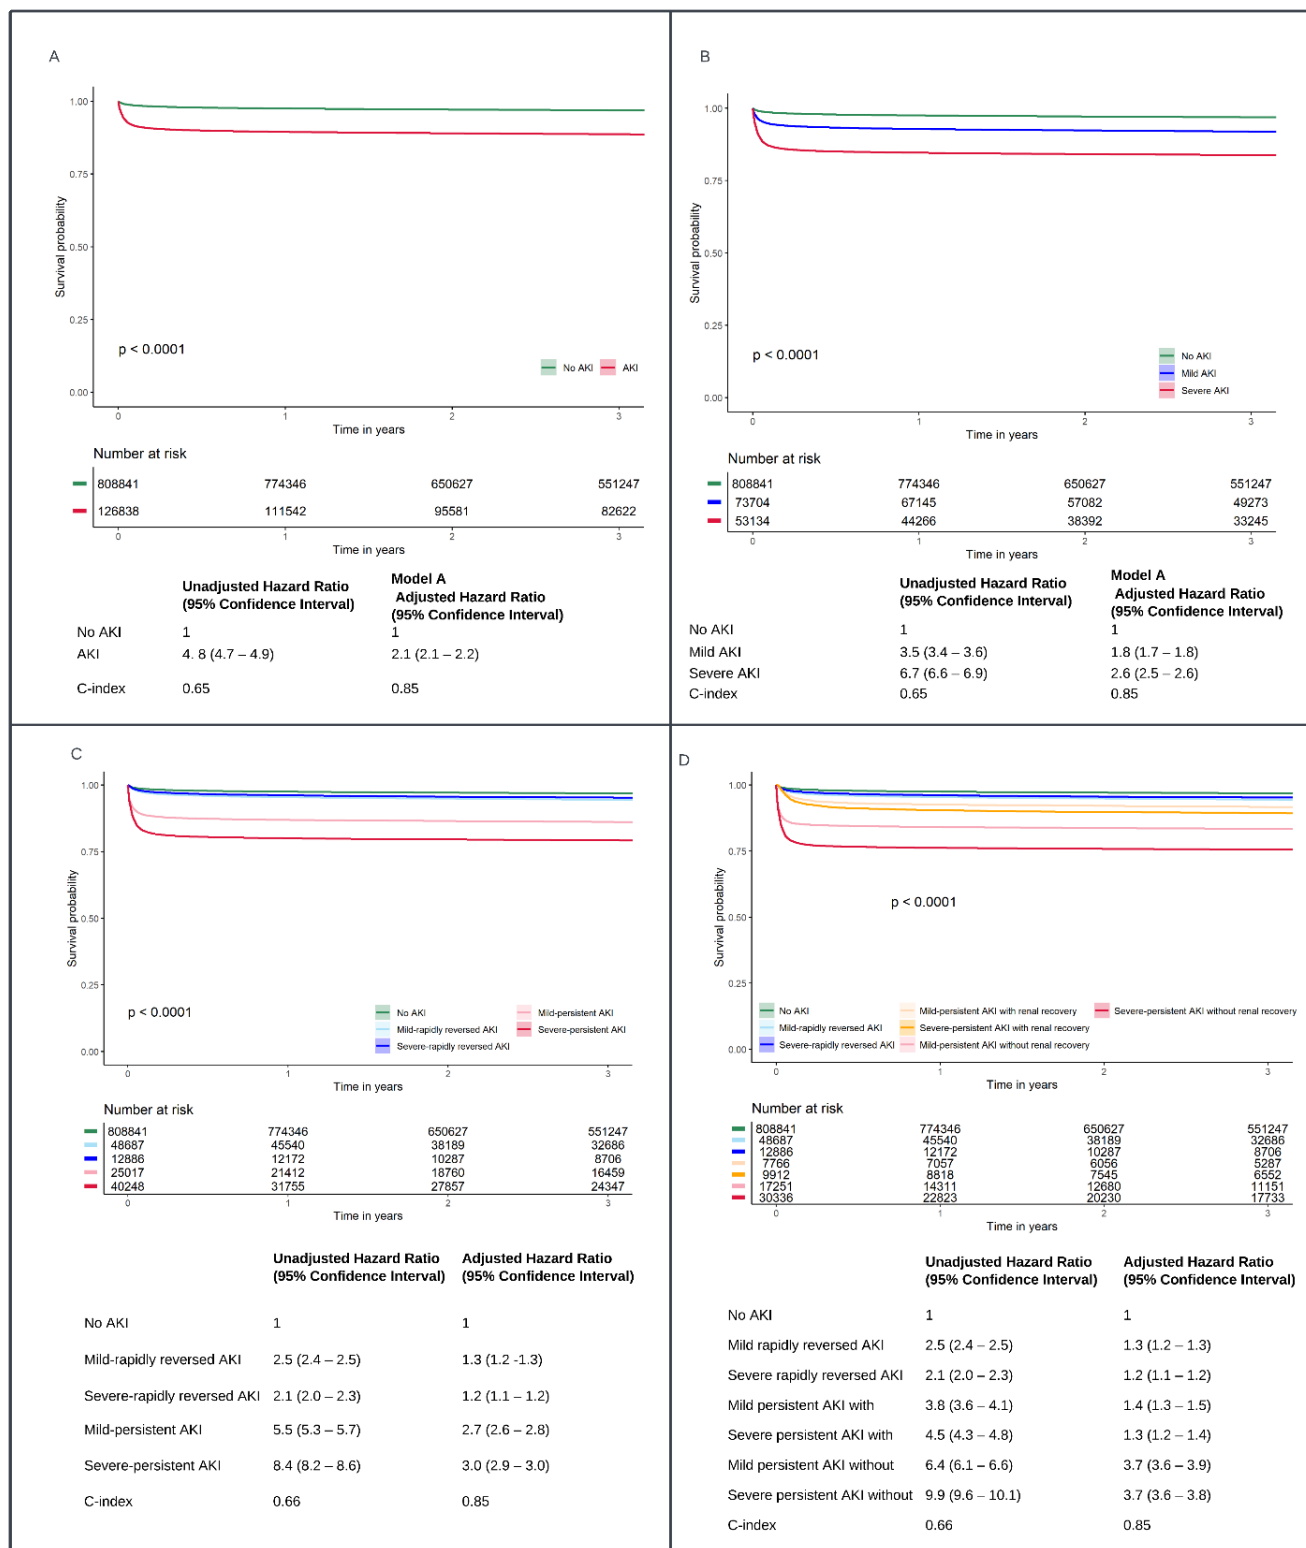 A
Survival probability
1.00
0.75
0.50
0.25
0.00
p < 0.0001
No AKI AKI
0 1 2 3
Time in years
Number at risk
808841 774346 650627 551247
126838 111542 95581 82622
0 1 2 3
Time in years
Unadjusted Hazard Ratio
(95% Confidence Interval)
Model A
Adjusted Hazard Ratio
(95% Confidence Interval)
No AKI 1 1
AKI 4. 8 (4.7 – 4.9) 2.1 (2.1 – 2.2)
C-index 0.65 0.85
B
Survival probability
1.00
0.75
0.50
0.25
0.00
p < 0.0001
No AKI
Mild AKI
Severe AKI
0 1 2 3
Time in years
Number at risk
808841 774346 650627 551247
73704 67145 57082 49273
53134 44266 38392 33245
0 1 2 3
Time in years
Unadjusted Hazard Ratio
(95% Confidence Interval)
Model A
Adjusted Hazard Ratio
(95% Confidence Interval)
No AKI 1 1
Mild AKI 3.5 (3.4 – 3.6) 1.8 (1.7 – 1.8)
Severe AKI 6.7 (6.6 – 6.9) 2.6 (2.5 – 2.6)
C-index 0.65 0.85
C
Survival probability
1.00
0.75
0.50
0.25
0.00
p < 0.0001
No AKI Mild-persistent AKI
Mild-rapidly reversed AKI Severe-persistent AKI
Severe-rapidly reversed AKI
0 1 2 3
Time in years
Number at risk
808841 774346 650627 551247
48687 45540 38189 32686
12886 12172 10287 8706
25017 21412 18760 16459
40248 31755 27857 24347
0 1 2 3
Time in years
Unadjusted Hazard Ratio
(95% Confidence Interval)
Adjusted Hazard Ratio
(95% Confidence Interval)
No AKI 1 1
Mild-rapidly reversed AKI 2.5 (2.4 – 2.5) 1.3 (1.2 -1.3)
Severe-rapidly reversed AKI 2.1 (2.0 – 2.3) 1.2 (1.1 – 1.2)
Mild-persistent AKI 5.5 (5.3 – 5.7) 2.7 (2.6 – 2.8)
Severe-persistent AKI 8.4 (8.2 – 8.6) 3.0 (2.9 – 3.0)
C-index 0.66 0.85
D
Survival probability
1.00
0.75
0.50
0.25
0.00
p < 0.0001
No AKI Mild-persistent AKI with renal recovery Severe-persistent AKI without renal recovery
Mild-rapidly reversed AKI Severe-persistent AKI with renal recovery
Severe-rapidly reversed AKI Mild-persistent AKI without renal recovery
0 1 2 3
Time in years
Number at risk
808841 774346 650627 551247
48687 45540 38189 32686
12886 12172 10287 8706
7766 7057 6056 5287
9912 8818 7545 6552
17251 14311 12680 11151
30336 22823 20230 17733
0 1 2 3
Time in years
Unadjusted Hazard Ratio
(95% Confidence Interval)
Adjusted Hazard Ratio
(95% Confidence Interval)
No AKI 1 1
Mild rapidly reversed AKI 2.5 (2.4 – 2.5) 1.3 (1.2 – 1.3)
Severe rapidly reversed AKI 2.1 (2.0 – 2.3) 1.2 (1.1 – 1.2)
Mild persistent AKI with 3.8 (3.6 – 4.1) 1.4 (1.3 – 1.5)
Severe persistent AKI with 4.5 (4.3 – 4.8) 1.3 (1.2 – 1.4)
Mild persistent AKI without 6.4 (6.1 – 6.6) 3.7 (3.6 – 3.9)
Severe persistent AKI without 9.9 (9.6 – 10.1) 3.7 (3.6 – 3.8)
C-index 0.66 0.85